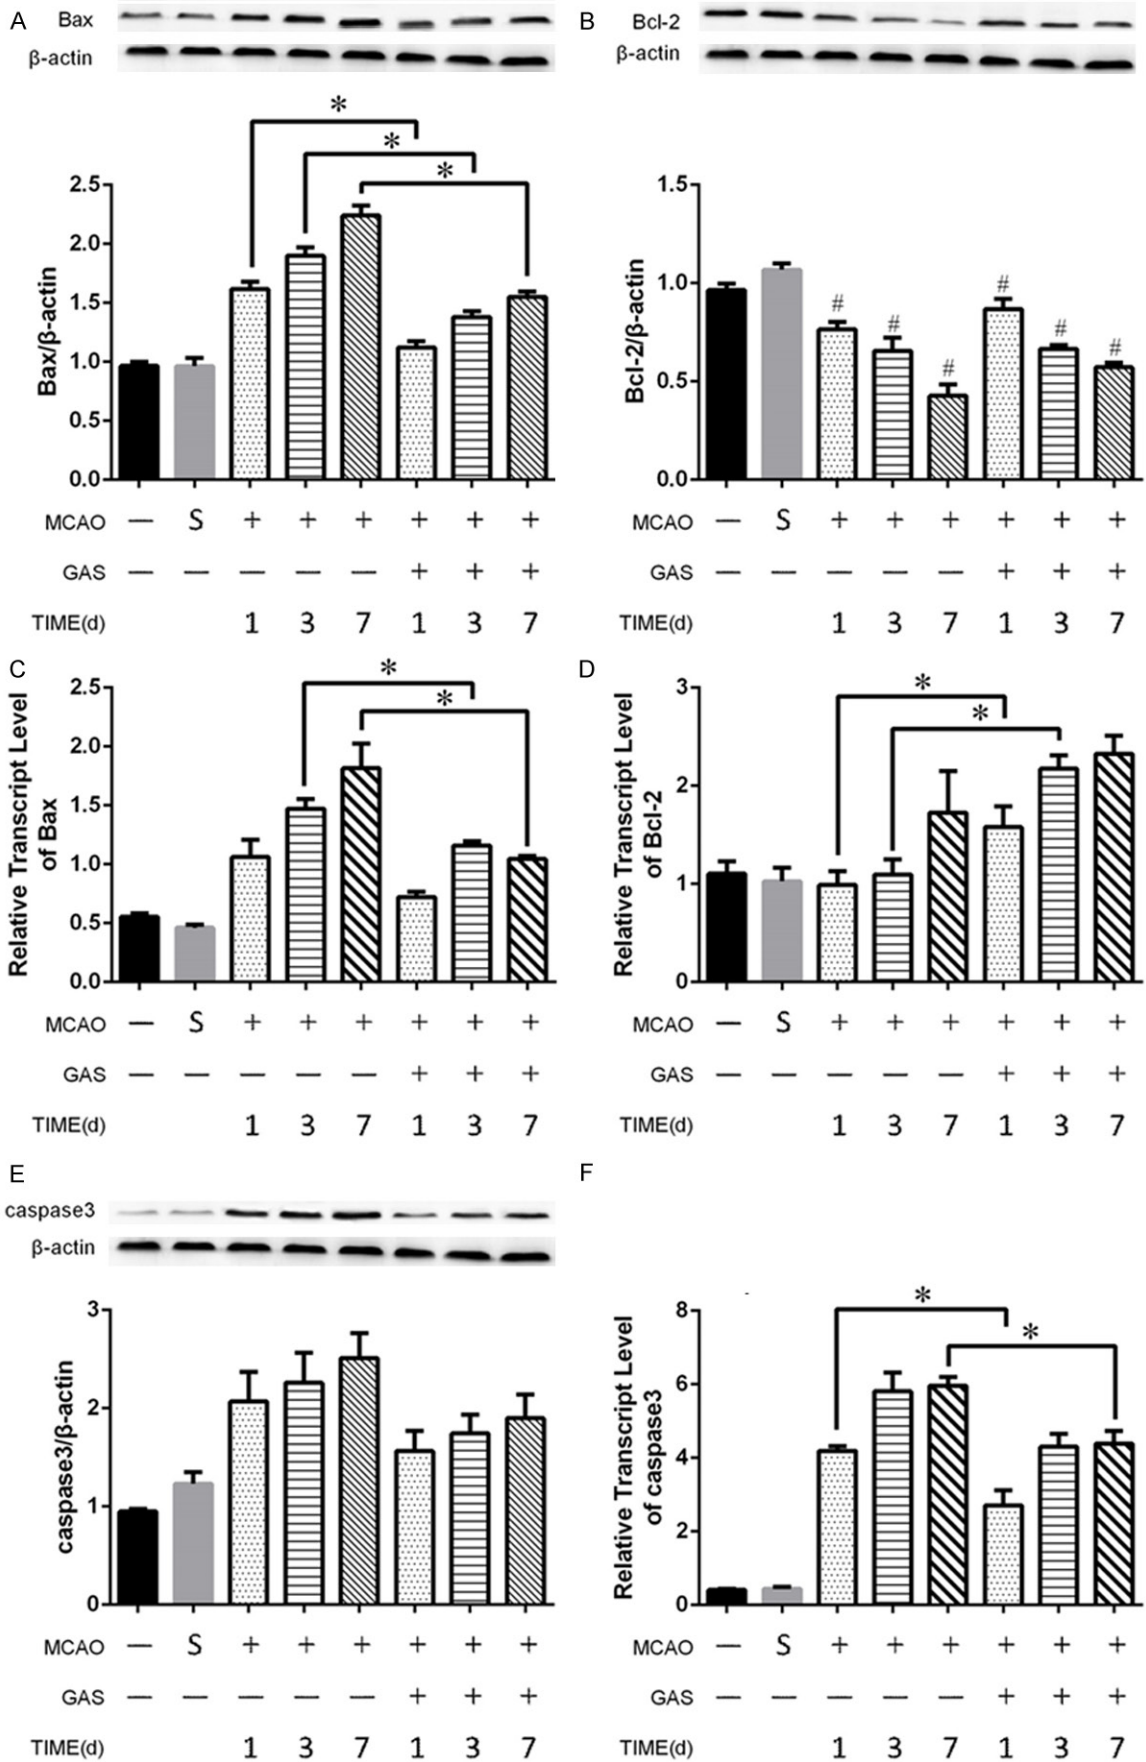 A
Bax
β-actin
*
*
*
2.5
2.0
1.5
1.0
0.5
0.0
Bax/β-actin
MCAO — S + + + + + +
GAS — — — — — + + +
TIME(d) 1 3 7 1 3 7
B
Bcl-2
β-actin
1.5
1.0
0.5
0.0
Bcl-2/β-actin
# # # # # #
MCAO — S + + + + + +
GAS — — — — — + + +
TIME(d) 1 3 7 1 3 7
C
*
*
2.5
2.0
1.5
1.0
0.5
0.0
Relative Transcript Level
of Bax
MCAO — S + + + + + +
GAS — — — — — + + +
TIME(d) 1 3 7 1 3 7
D
*
*
3
2
1
0
Relative Transcript Level
of Bcl-2
MCAO — S + + + + + +
GAS — — — — — + + +
TIME(d) 1 3 7 1 3 7
E
caspase3
β-actin
3
2
1
0
caspase3/β-actin
MCAO — S + + + + + +
GAS — — — — — + + +
TIME(d) 1 3 7 1 3 7
F
*
*
8
6
4
2
0
Relative Transcript Level
of caspase3
MCAO — S + + + + + +
GAS — — — — — + + +
TIME(d) 1 3 7 1 3 7